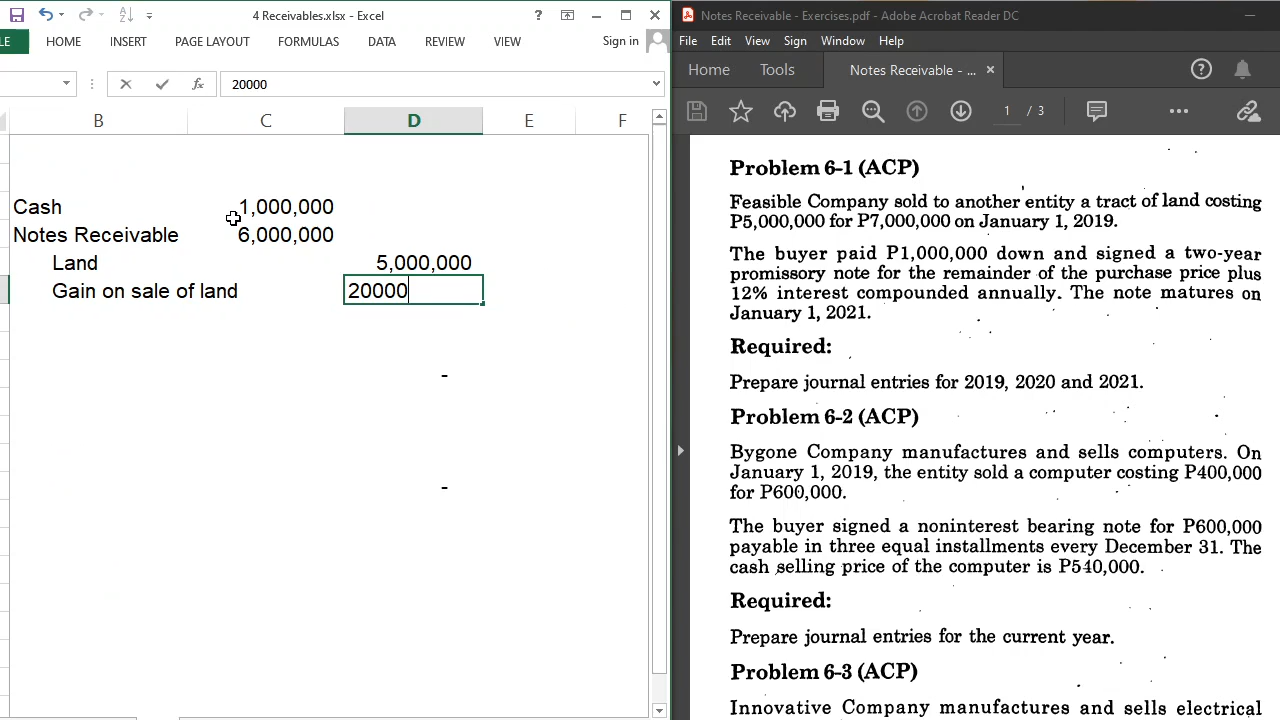 4 Receivables.xlsx - Excel
?
LE
HOME
INSERT
PAGE LAYOUT
FORMULAS
DATA
REVIEW
VIEW
Sign in
fx
20000
B
C
D
E
F
Cash 1,000,000
Notes Receivable 6,000,000
Land 5,000,000
Gain on sale of land 20000
-
-
Notes Receivable - Exercises.pdf - Adobe Acrobat Reader DC
File Edit View Sign Window Help
Home
Tools
Notes Receivable - ...
1 / 3
Problem 6-1 (ACP)
Feasible Company sold to another entity a tract of land costing
P5,000,000 for P7,000,000 on January 1, 2019.
The buyer paid P1,000,000 down and signed a two-year
promissory note for the remainder of the purchase price plus
12% interest compounded annually. The note matures on
January 1, 2021.
Required:
Prepare journal entries for 2019, 2020 and 2021.
Problem 6-2 (ACP)
Bygone Company manufactures and sells computers. On
January 1, 2019, the entity sold a computer costing P400,000
for P600,000.
The buyer signed a noninterest bearing note for P600,000
payable in three equal installments every December 31. The
cash selling price of the computer is P540,000.
Required:
Prepare journal entries for the current year.
Problem 6-3 (ACP)
Innovative Company manufactures and sells electrical